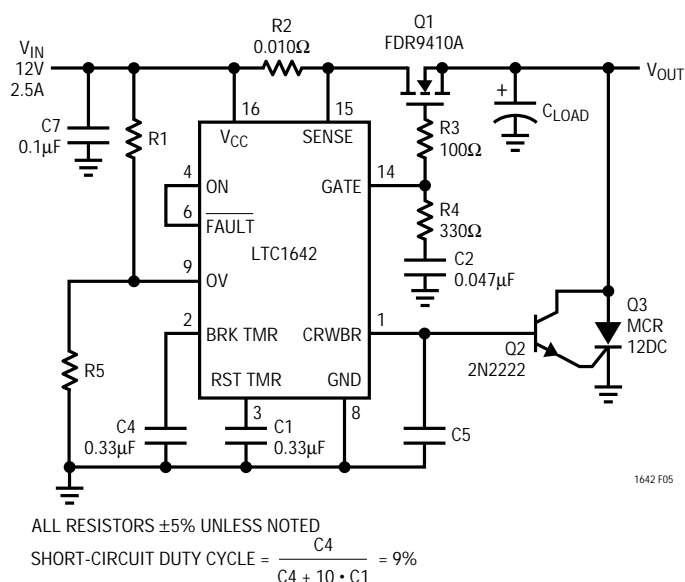 R2
0.010Ω
Q1
FDR9410A
V_IN
12V
2.5A
V_OUT
C7
0.1µF
R1
16
15
V_CC
SENSE
R3
100Ω
+
C_LOAD
4
ON
GATE
14
6
FAULT
R4
330Ω
LTC1642
9
OV
C2
0.047µF
2
BRK TMR
CRWBR
1
Q2
2N2222
Q3
MCR
12DC
R5
RST TMR
GND
3
8
C4
0.33µF
C1
0.33µF
C5
1642 F05
ALL RESISTORS ±5% UNLESS NOTED
SHORT-CIRCUIT DUTY CYCLE = C4 / (C4 + 10 • C1) = 9%